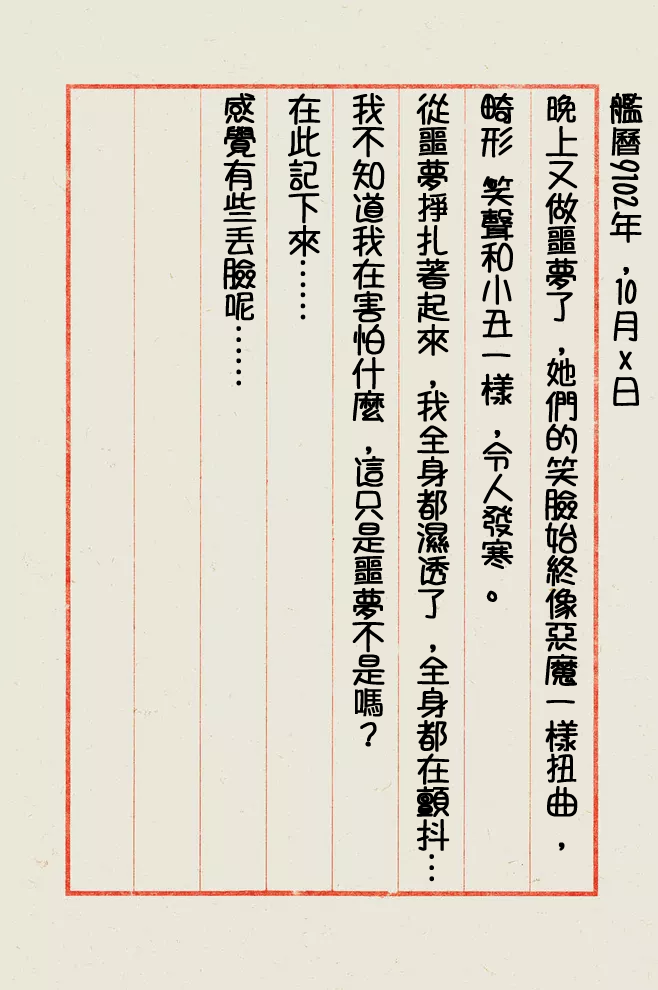 艦曆9102年，10月x日
晚上又做噩夢了，她們的笑臉始終像惡魔一樣扭曲，
畸形 笑聲和小丑一樣，令人發寒。
從噩夢掙扎著起來，我全身都濕透了，全身都在顫抖…
我不知道我在害怕什麼，這只是噩夢不是嗎？
在此記下來……
感覺有些丟臉呢……